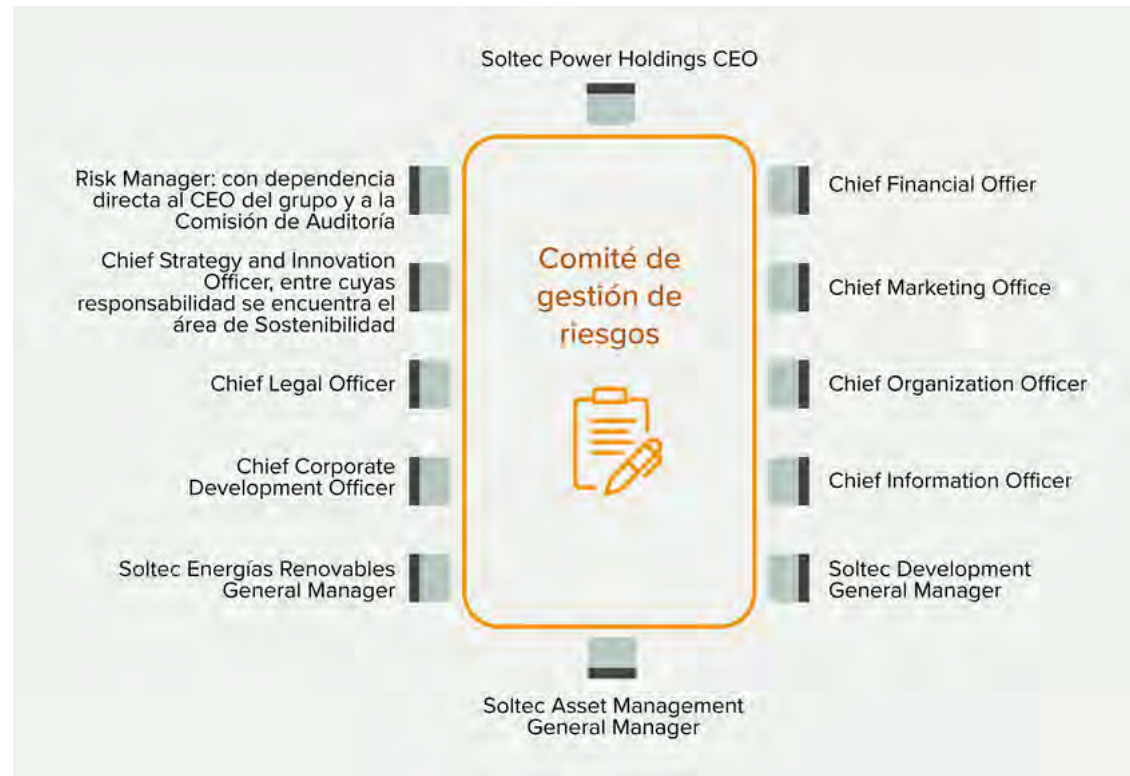 Soltec Power Holdings CEO
Risk Manager: con dependencia
directa al CEO del grupo y a la
Comisión de Auditoría
Chief Strategy and Innovation
Officer, entre cuyas
responsabilidad se encuentra el
área de Sostenibilidad
Chief Legal Officer
Chief Corporate
Development Officer
Soltec Energías Renovables
General Manager
Comité de
gestión de
riesgos
Chief Financial Offier
Chief Marketing Office
Chief Organization Officer
Chief Information Officer
Soltec Development
General Manager
Soltec Asset Management
General Manager